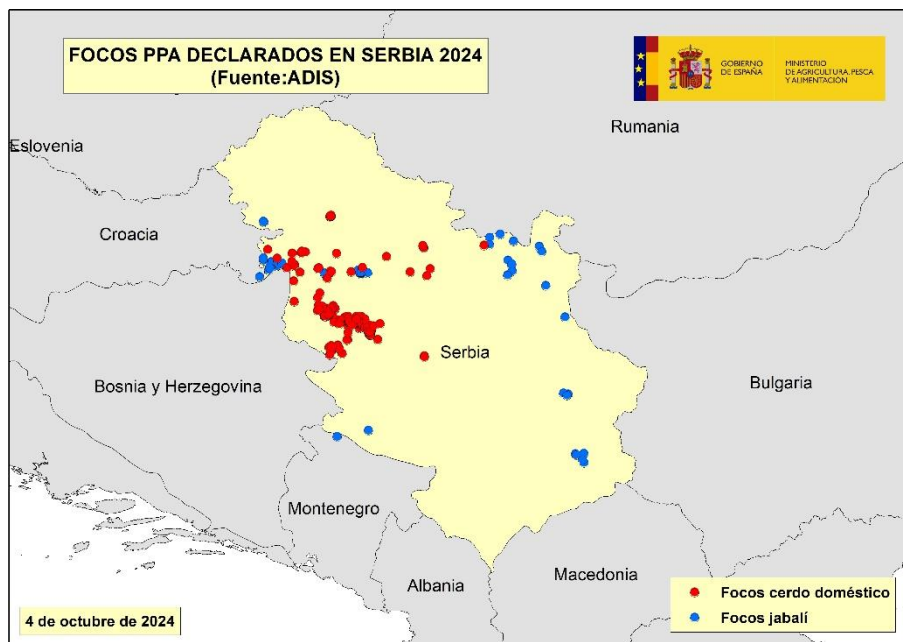 FOCOS PPA DECLARADOS EN SERBIA 2024
(Fuente:ADIS)
GOBIERNO
DE ESPAÑA
MINISTERIO
DE AGRICULTURA, PESCA
Y ALIMENTACIÓN
Rumania
Eslovenia
Croacia
Serbia
Bosnia y Herzegovina
Bulgaria
Montenegro
Albania
Macedonia
Focos cerdo doméstico
Focos jabalí
4 de octubre de 2024